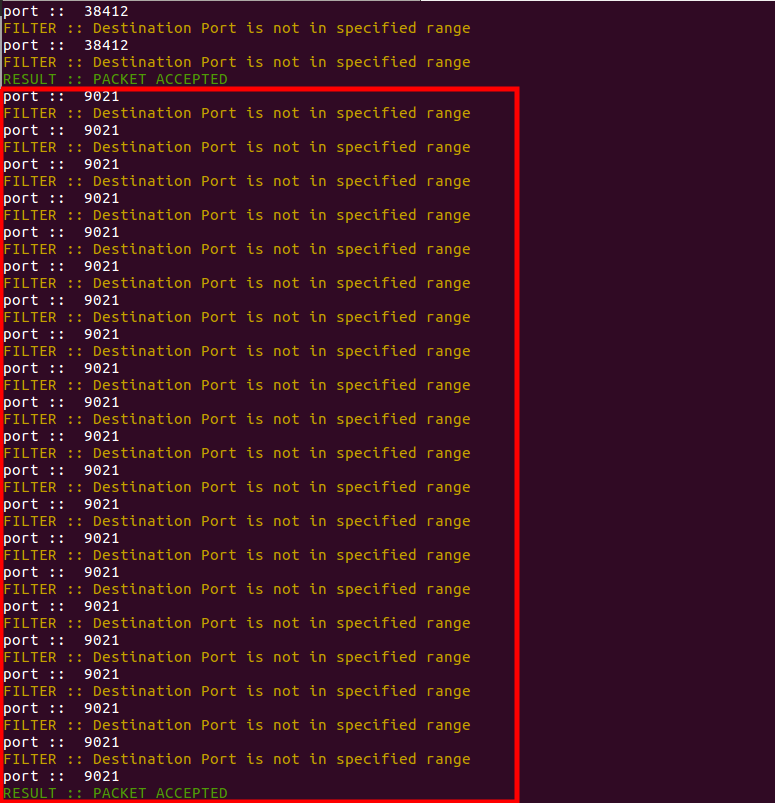 port ::  38412
FILTER :: Destination Port is not in specified range
port ::  38412
FILTER :: Destination Port is not in specified range
RESULT :: PACKET ACCEPTED
port ::  9021
FILTER :: Destination Port is not in specified range
port ::  9021
FILTER :: Destination Port is not in specified range
port ::  9021
FILTER :: Destination Port is not in specified range
port ::  9021
FILTER :: Destination Port is not in specified range
port ::  9021
FILTER :: Destination Port is not in specified range
port ::  9021
FILTER :: Destination Port is not in specified range
port ::  9021
FILTER :: Destination Port is not in specified range
port ::  9021
FILTER :: Destination Port is not in specified range
port ::  9021
FILTER :: Destination Port is not in specified range
port ::  9021
FILTER :: Destination Port is not in specified range
port ::  9021
FILTER :: Destination Port is not in specified range
port ::  9021
FILTER :: Destination Port is not in specified range
port ::  9021
FILTER :: Destination Port is not in specified range
port ::  9021
FILTER :: Destination Port is not in specified range
port ::  9021
FILTER :: Destination Port is not in specified range
port ::  9021
FILTER :: Destination Port is not in specified range
port ::  9021
FILTER :: Destination Port is not in specified range
port ::  9021
FILTER :: Destination Port is not in specified range
port ::  9021
FILTER :: Destination Port is not in specified range
port ::  9021
FILTER :: Destination Port is not in specified range
port ::  9021
RESULT :: PACKET ACCEPTED